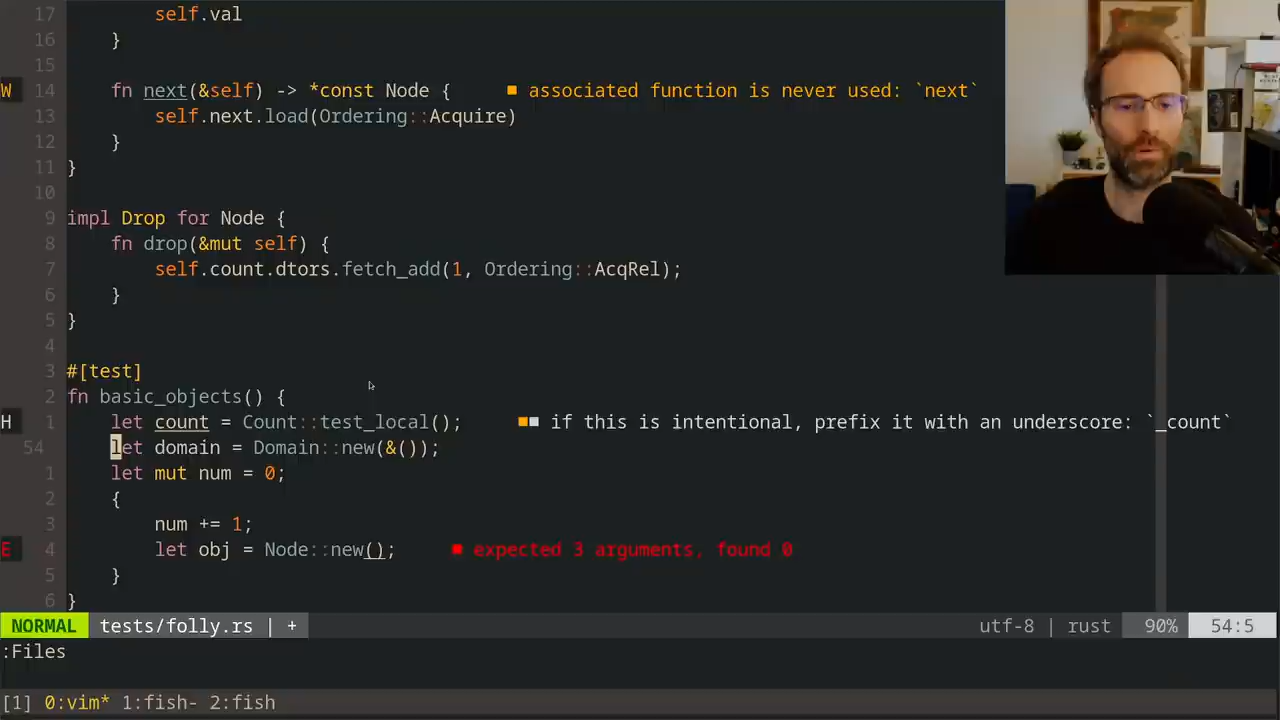 17 self.val
16 }
15
W 14 fn next(&self) -> *const Node { ■ associated function is never used: `next`
13 self.next.load(Ordering::Acquire)
12 }
11 }
10
9 impl Drop for Node {
8 fn drop(&mut self) {
7 self.count.dtors.fetch_add(1, Ordering::AcqRel);
6 }
5 }
4
3 #[test]
2 fn basic_objects() {
H 1 let count = Count::test_local(); ■■ if this is intentional, prefix it with an underscore: `_count`
54 let domain = Domain::new(&());
1 let mut num = 0;
2 {
3 num += 1;
E 4 let obj = Node::new(); ■ expected 3 arguments, found 0
5 }
6 }
NORMAL tests/folly.rs | + utf-8 | rust 90% 54:5
:Files
[1] 0:vim* 1:fish- 2:fish